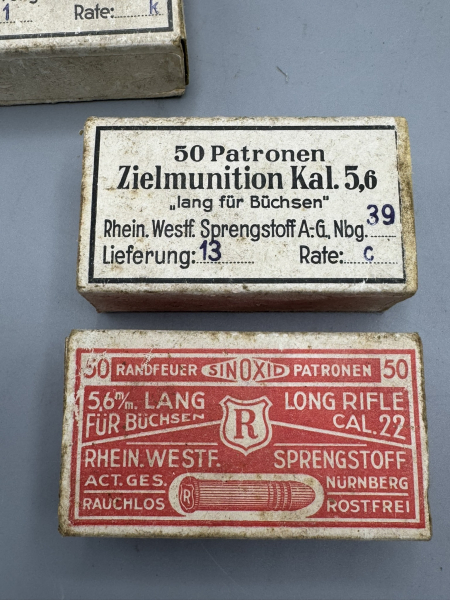 1 Rate: k
50 Patronen
Zielmunition Kal. 5,6
„lang für Büchsen"
Rhein. Westf. Sprengstoff A.-G., Nbg. 39
Lieferung: 13 Rate: c
50 RANDFEUER SINOXID PATRONEN 50
5,6 m/m. LANG LONG RIFLE
FÜR BÜCHSEN R CAL. 22
RHEIN. WESTF. SPRENGSTOFF
ACT. GES. R NÜRNBERG
RAUCHLOS ROSTFREI